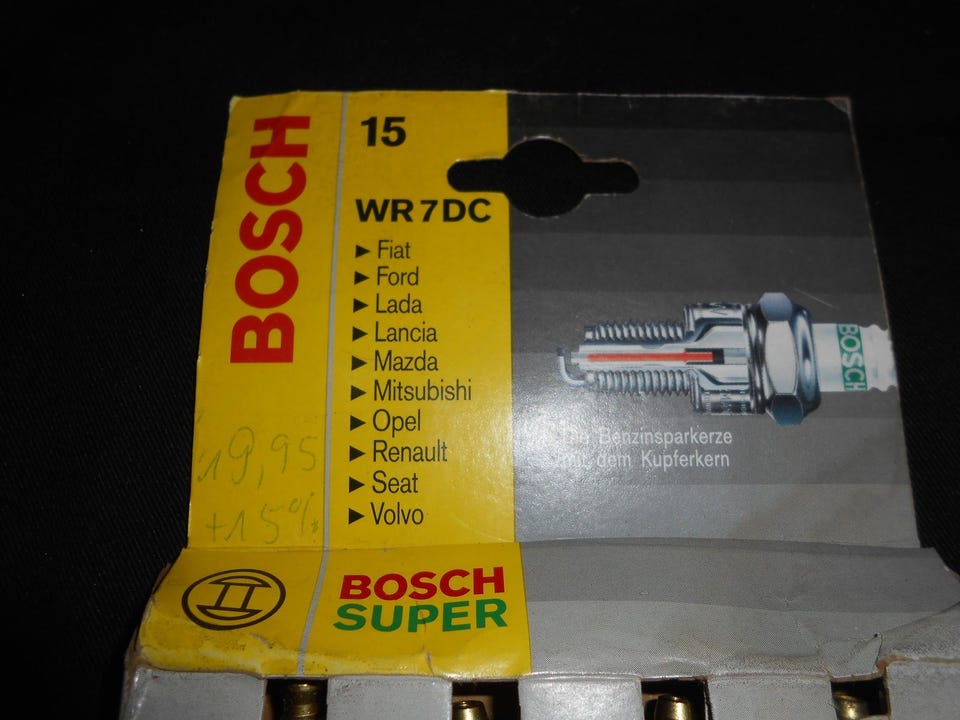 BOSCH
15
WR7DC
► Fiat
► Ford
► Lada
► Lancia
► Mazda
► Mitsubishi
► Opel
► Renault
► Seat
► Volvo
19,95
+15%
BOSCH
Die Benzinsparkerze
mit dem Kupferkern
BOSCH
SUPER